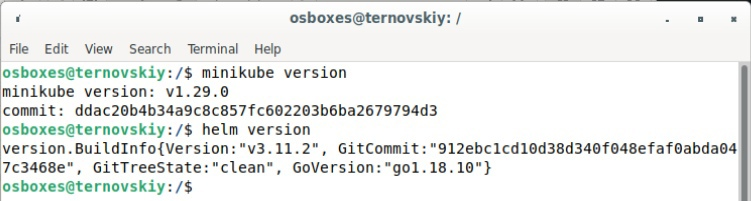 osboxes@ternovskiy: /
File Edit View Search Terminal Help
osboxes@ternovskiy:/$ minikube version
minikube version: v1.29.0
commit: ddac20b4b34a9c8c857fc602203b6ba2679794d3
osboxes@ternovskiy:/$ helm version
version.BuildInfo{Version:"v3.11.2", GitCommit:"912ebc1cd10d38d340f048efaf0abda04
7c3468e", GitTreeState:"clean", GoVersion:"go1.18.10"}
osboxes@ternovskiy:/$